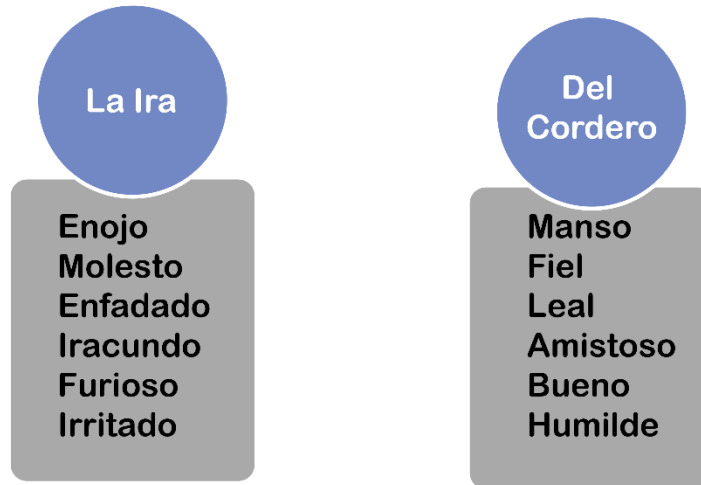 La Ira
Enojo
Molesto
Enfadado
Iracundo
Furioso
Irritado
Del
Cordero
Manso
Fiel
Leal
Amistoso
Bueno
Humilde